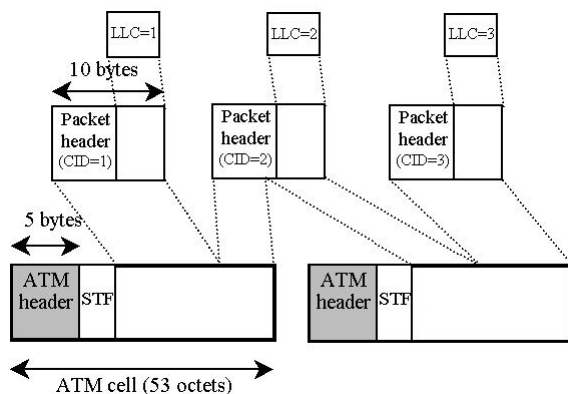 LLC=1
LLC=2
LLC=3
10 bytes
Packet
header
(CID=1)
Packet
header
(CID=2)
Packet
header
(CID=3)
5 bytes
ATM
header
STF
ATM
header
STF
ATM cell (53 octets)